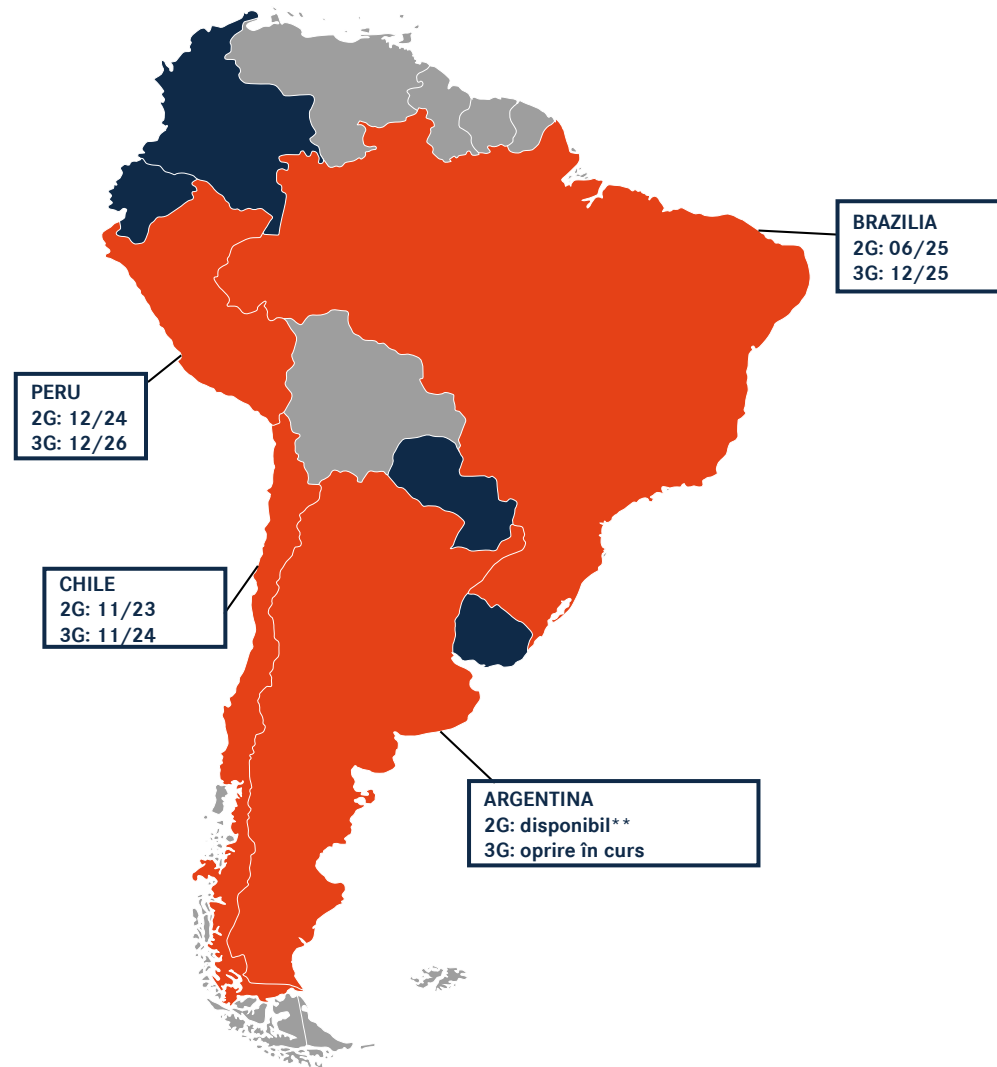 BRAZILIA
2G: 06/25
3G: 12/25
PERU
2G: 12/24
3G: 12/26
CHILE
2G: 11/23
3G: 11/24
ARGENTINA
2G: disponibil**
3G: oprire în curs